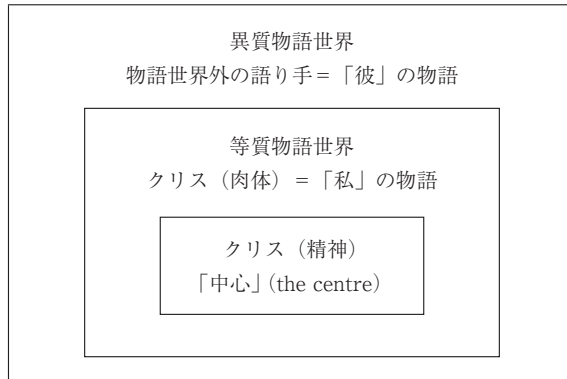 異質物語世界
物語世界外の語り手＝「彼」の物語
等質物語世界
クリス（肉体）＝「私」の物語
クリス（精神）
「中心」(the centre)